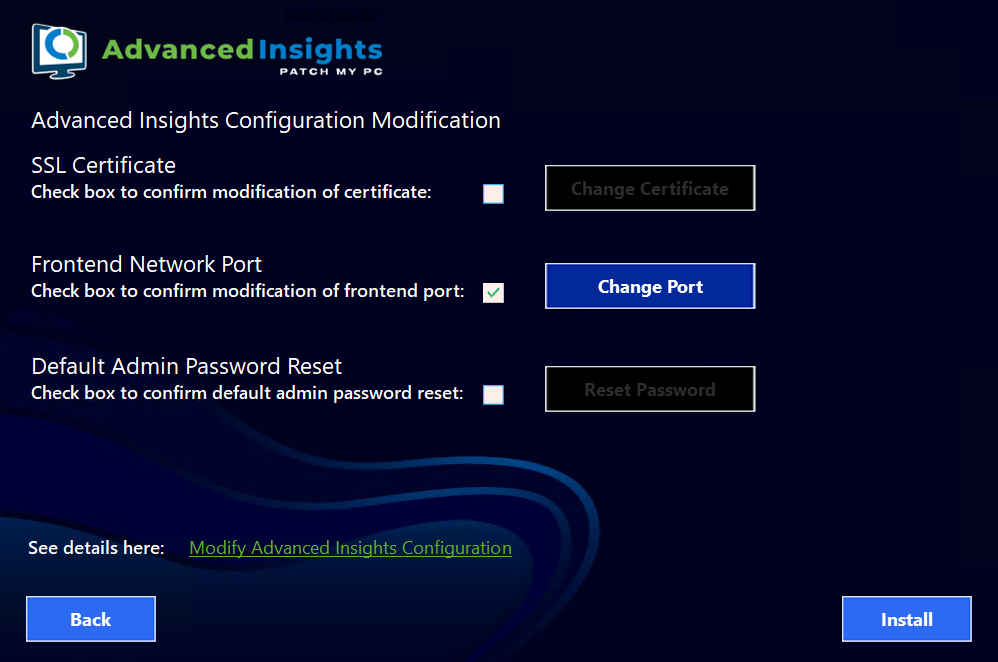 Advanced Insights
PATCH MY PC
Advanced Insights Configuration Modification
SSL Certificate
Check box to confirm modification of certificate:
Change Certificate
Frontend Network Port
Check box to confirm modification of frontend port:
Change Port
Default Admin Password Reset
Check box to confirm default admin password reset:
Reset Password
See details here: Modify Advanced Insights Configuration
Back
Install